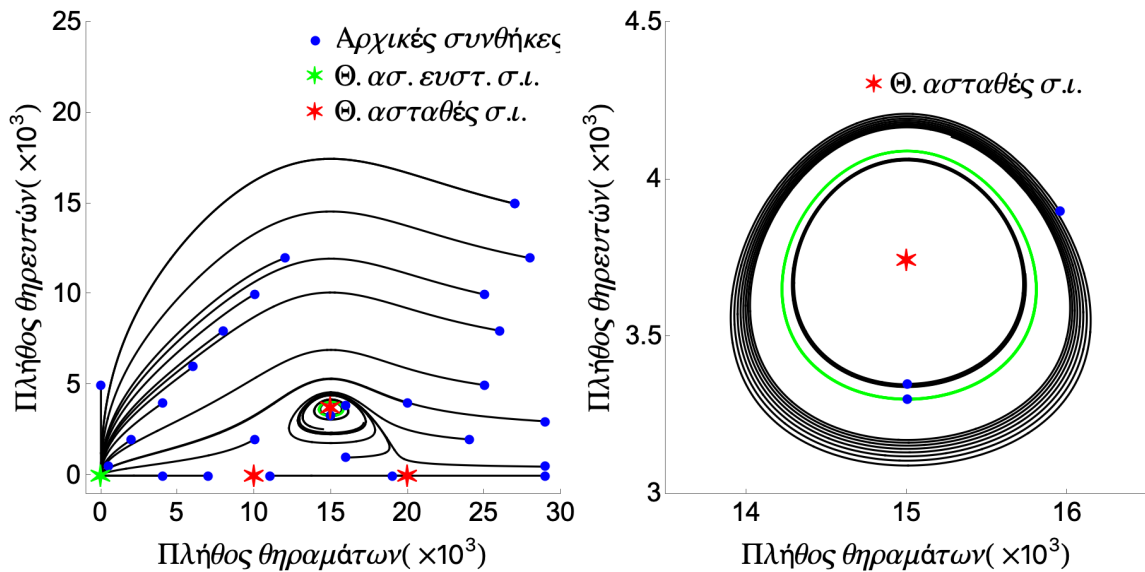 25
20
15
10
5
0
Πλήθος θηρευτών( ×10³)
Αρχικές συνθήκες
Θ. ασ. ευστ. σ.ι.
Θ. ασταθές σ.ι.
0 5 10 15 20 25 30
Πλήθος θηραμάτων( ×10³)
4.5
4
3.5
3
Πλήθος θηρευτών( ×10³)
Θ. ασταθές σ.ι.
14 15 16
Πλήθος θηραμάτων( ×10³)